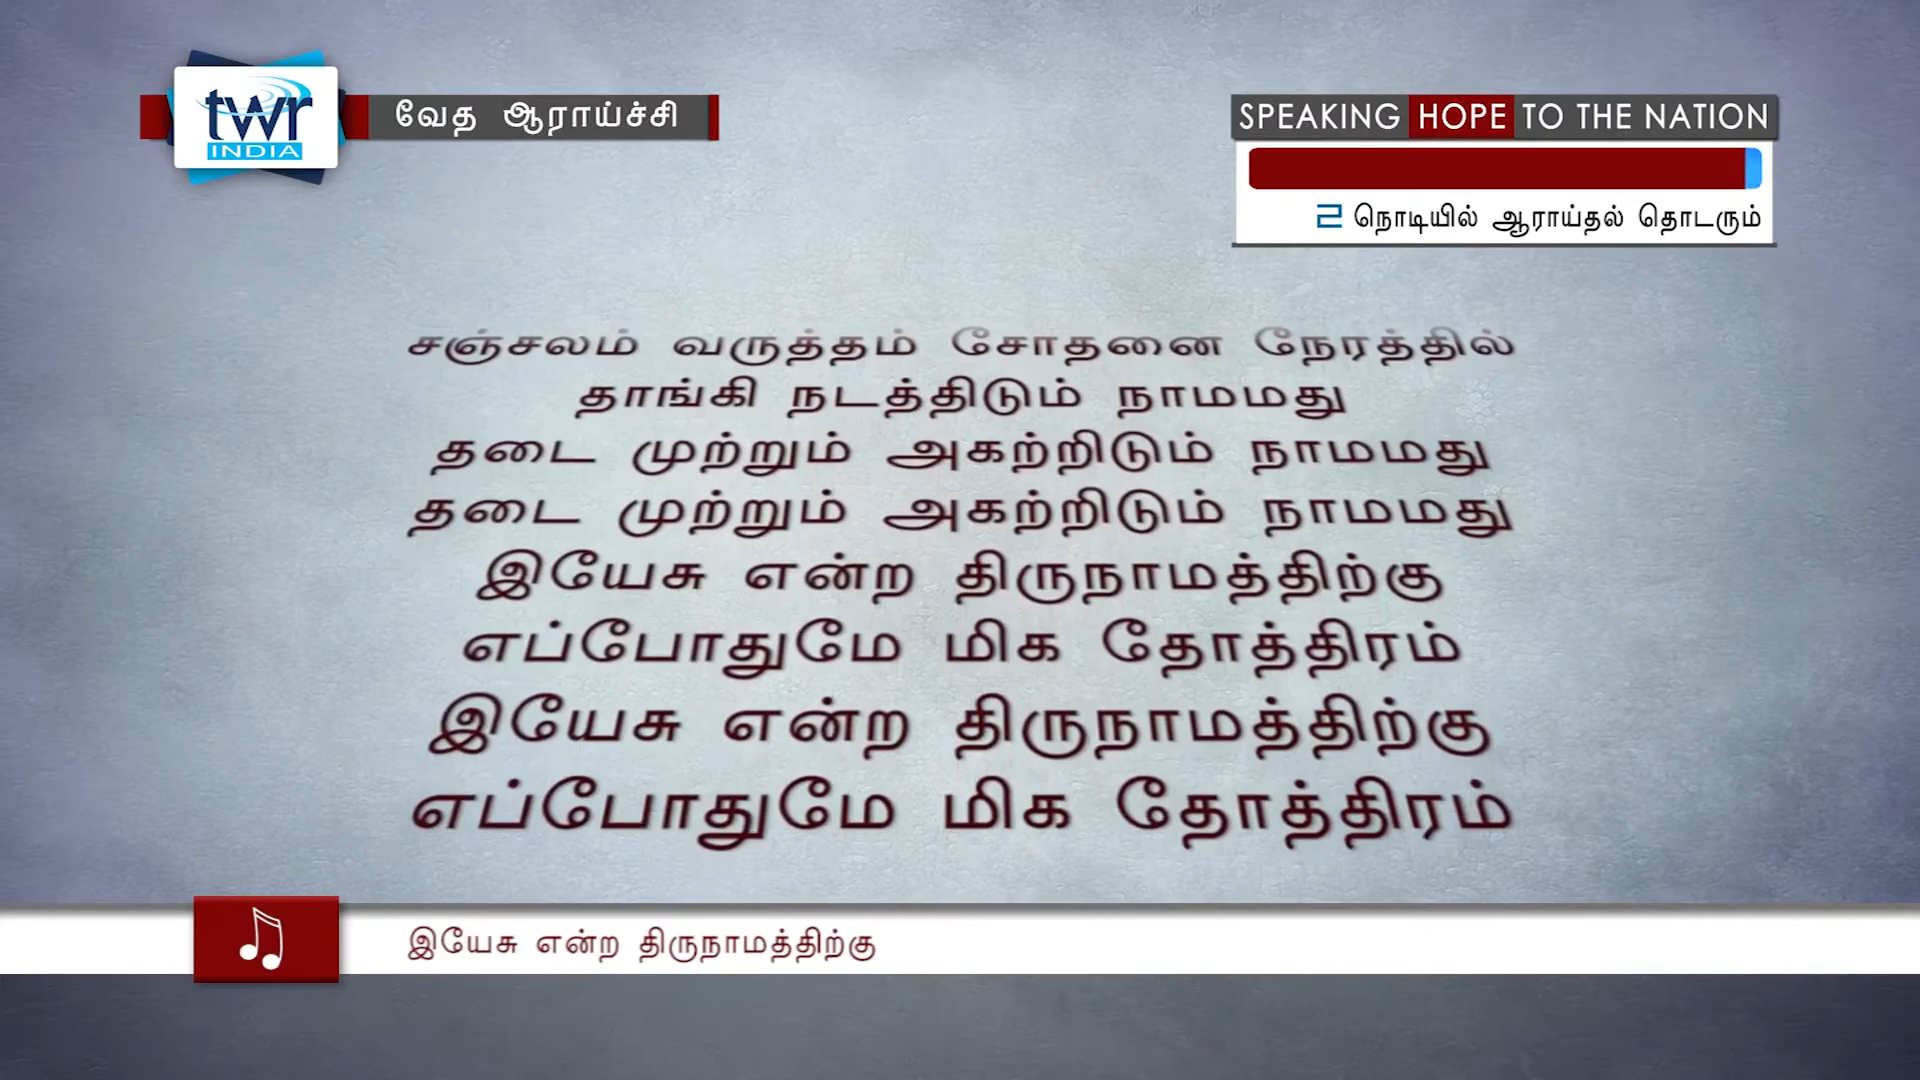 twr
INDIA
வேத ஆராய்ச்சி
SPEAKING HOPE TO THE NATION
2 நொடியில் ஆராய்தல் தொடரும்
சஞ்சலம் வருத்தம் சோதனை நேரத்தில்
தாங்கி நடத்திடும் நாமமது
தடை முற்றும் அகற்றிடும் நாமமது
தடை முற்றும் அகற்றிடும் நாமமது
இயேசு என்ற திருநாமத்திற்கு
எப்போதுமே மிக தோத்திரம்
இயேசு என்ற திருநாமத்திற்கு
எப்போதுமே மிக தோத்திரம்
இயேசு என்ற திருநாமத்திற்கு